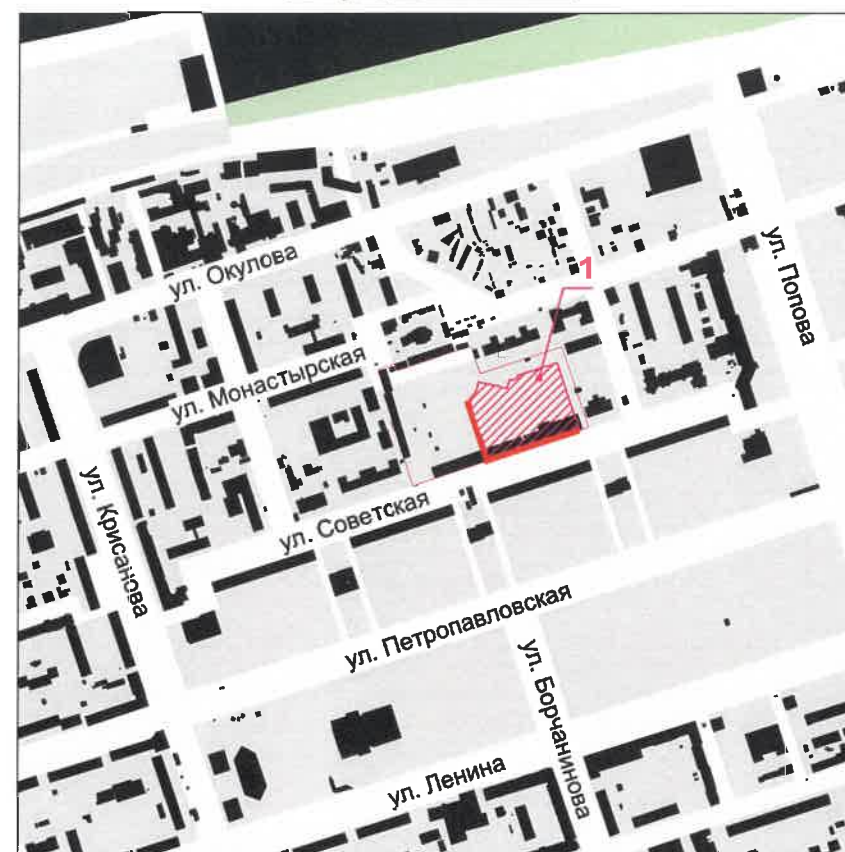 ул. Окулова
1
ул. Попова
ул. Монастырская
ул. Крисанова
ул. Советская
ул. Петропавловская
ул. Борчанинова
ул. Ленина